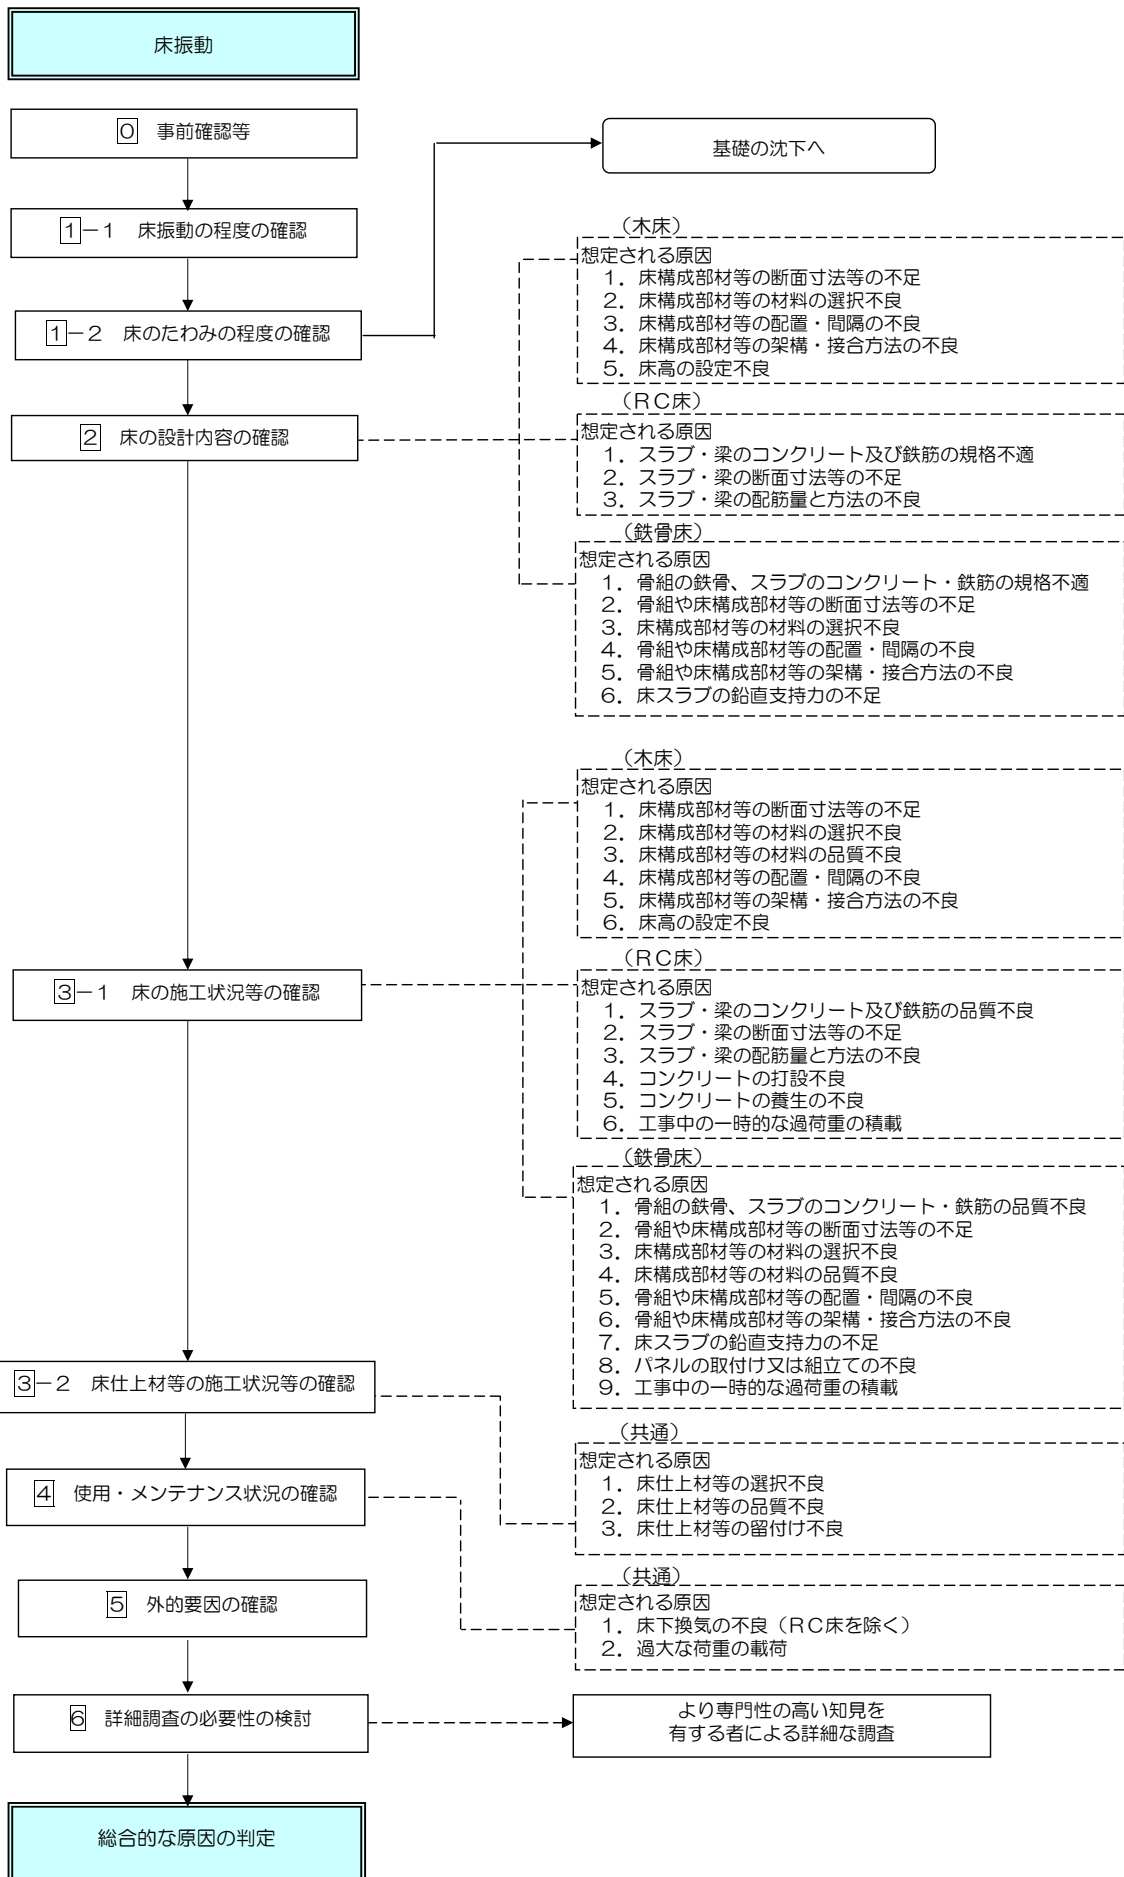 床振動
０　事前確認等
基礎の沈下へ
１－１　床振動の程度の確認
１－２　床のたわみの程度の確認
２　床の設計内容の確認
（木床）
想定される原因
１．床構成部材等の断面寸法等の不足
２．床構成部材等の材料の選択不良
３．床構成部材等の配置・間隔の不良
４．床構成部材等の架構・接合方法の不良
５．床高の設定不良
（ＲＣ床）
想定される原因
１．スラブ・梁のコンクリート及び鉄筋の規格不適
２．スラブ・梁の断面寸法等の不足
３．スラブ・梁の配筋量と方法の不良
（鉄骨床）
想定される原因
１．骨組の鉄骨、スラブのコンクリート・鉄筋の規格不適
２．骨組や床構成部材等の断面寸法等の不足
３．床構成部材等の材料の選択不良
４．骨組や床構成部材等の配置・間隔の不良
５．骨組や床構成部材等の架構・接合方法の不良
６．床スラブの鉛直支持力の不足
３－１　床の施工状況等の確認
（木床）
想定される原因
１．床構成部材等の断面寸法等の不足
２．床構成部材等の材料の選択不良
３．床構成部材等の材料の品質不良
４．床構成部材等の配置・間隔の不良
５．床構成部材等の架構・接合方法の不良
６．床高の設定不良
（ＲＣ床）
想定される原因
１．スラブ・梁のコンクリート及び鉄筋の品質不良
２．スラブ・梁の断面寸法等の不足
３．スラブ・梁の配筋量と方法の不良
４．コンクリートの打設不良
５．コンクリートの養生の不良
６．工事中の一時的な過荷重の積載
（鉄骨床）
想定される原因
１．骨組の鉄骨、スラブのコンクリート・鉄筋の品質不良
２．骨組や床構成部材等の断面寸法等の不足
３．床構成部材等の材料の選択不良
４．床構成部材等の材料の品質不良
５．骨組や床構成部材等の配置・間隔の不良
６．骨組や床構成部材等の架構・接合方法の不良
７．床スラブの鉛直支持力の不足
８．パネルの取付け又は組立ての不良
９．工事中の一時的な過荷重の積載
３－２　床仕上材等の施工状況等の確認
（共通）
想定される原因
１．床仕上材等の選択不良
２．床仕上材等の品質不良
３．床仕上材等の留付け不良
４　使用・メンテナンス状況の確認
（共通）
想定される原因
１．床下換気の不良（ＲＣ床を除く）
２．過大な荷重の載荷
５　外的要因の確認
６　詳細調査の必要性の検討
より専門性の高い知見を
有する者による詳細な調査
総合的な原因の判定